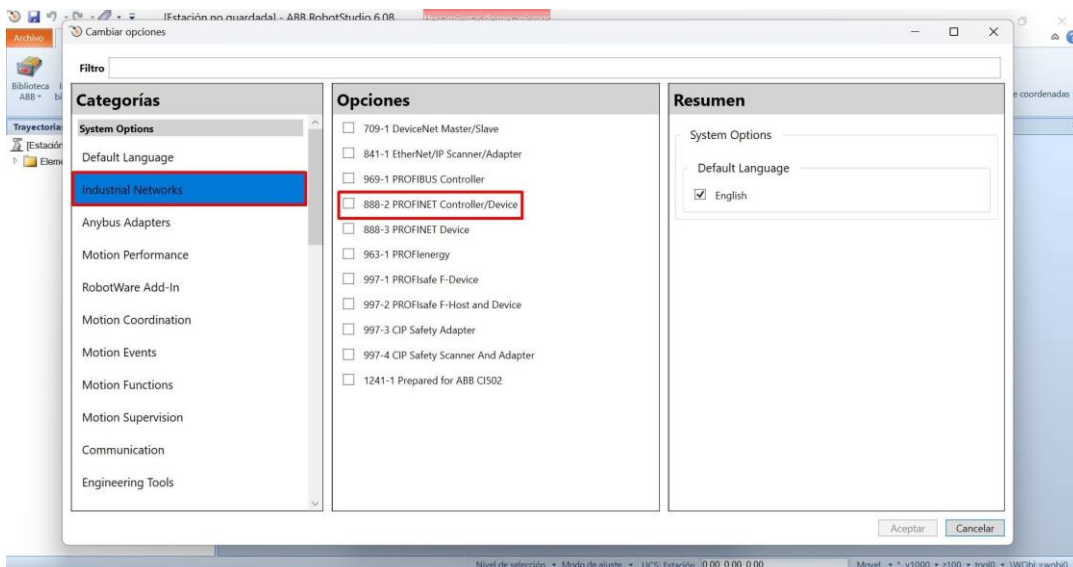 [Estación no guardada] - ABB RobotStudio 6.08
Herramientas de mecanismos
Archivo
Cambiar opciones
Filtro
Biblioteca
ABB
e coordenadas
Trayectoria
[Estación
Elem
Categorías
System Options
Default Language
Industrial Networks
Anybus Adapters
Motion Performance
RobotWare Add-In
Motion Coordination
Motion Events
Motion Functions
Motion Supervision
Communication
Engineering Tools
Opciones
709-1 DeviceNet Master/Slave
841-1 EtherNet/IP Scanner/Adapter
969-1 PROFIBUS Controller
888-2 PROFINET Controller/Device
888-3 PROFINET Device
963-1 PROFIenergy
997-1 PROFIsafe F-Device
997-2 PROFIsafe F-Host and Device
997-3 CIP Safety Adapter
997-4 CIP Safety Scanner And Adapter
1241-1 Prepared for ABB CI502
Resumen
System Options
Default Language
English
Aceptar
Cancelar
Nivel de selección Modo de ajuste UCS: Estación 0.00 0.00 0.00 MoveL * v1000 z100 tool0 \WObj:=wobj0